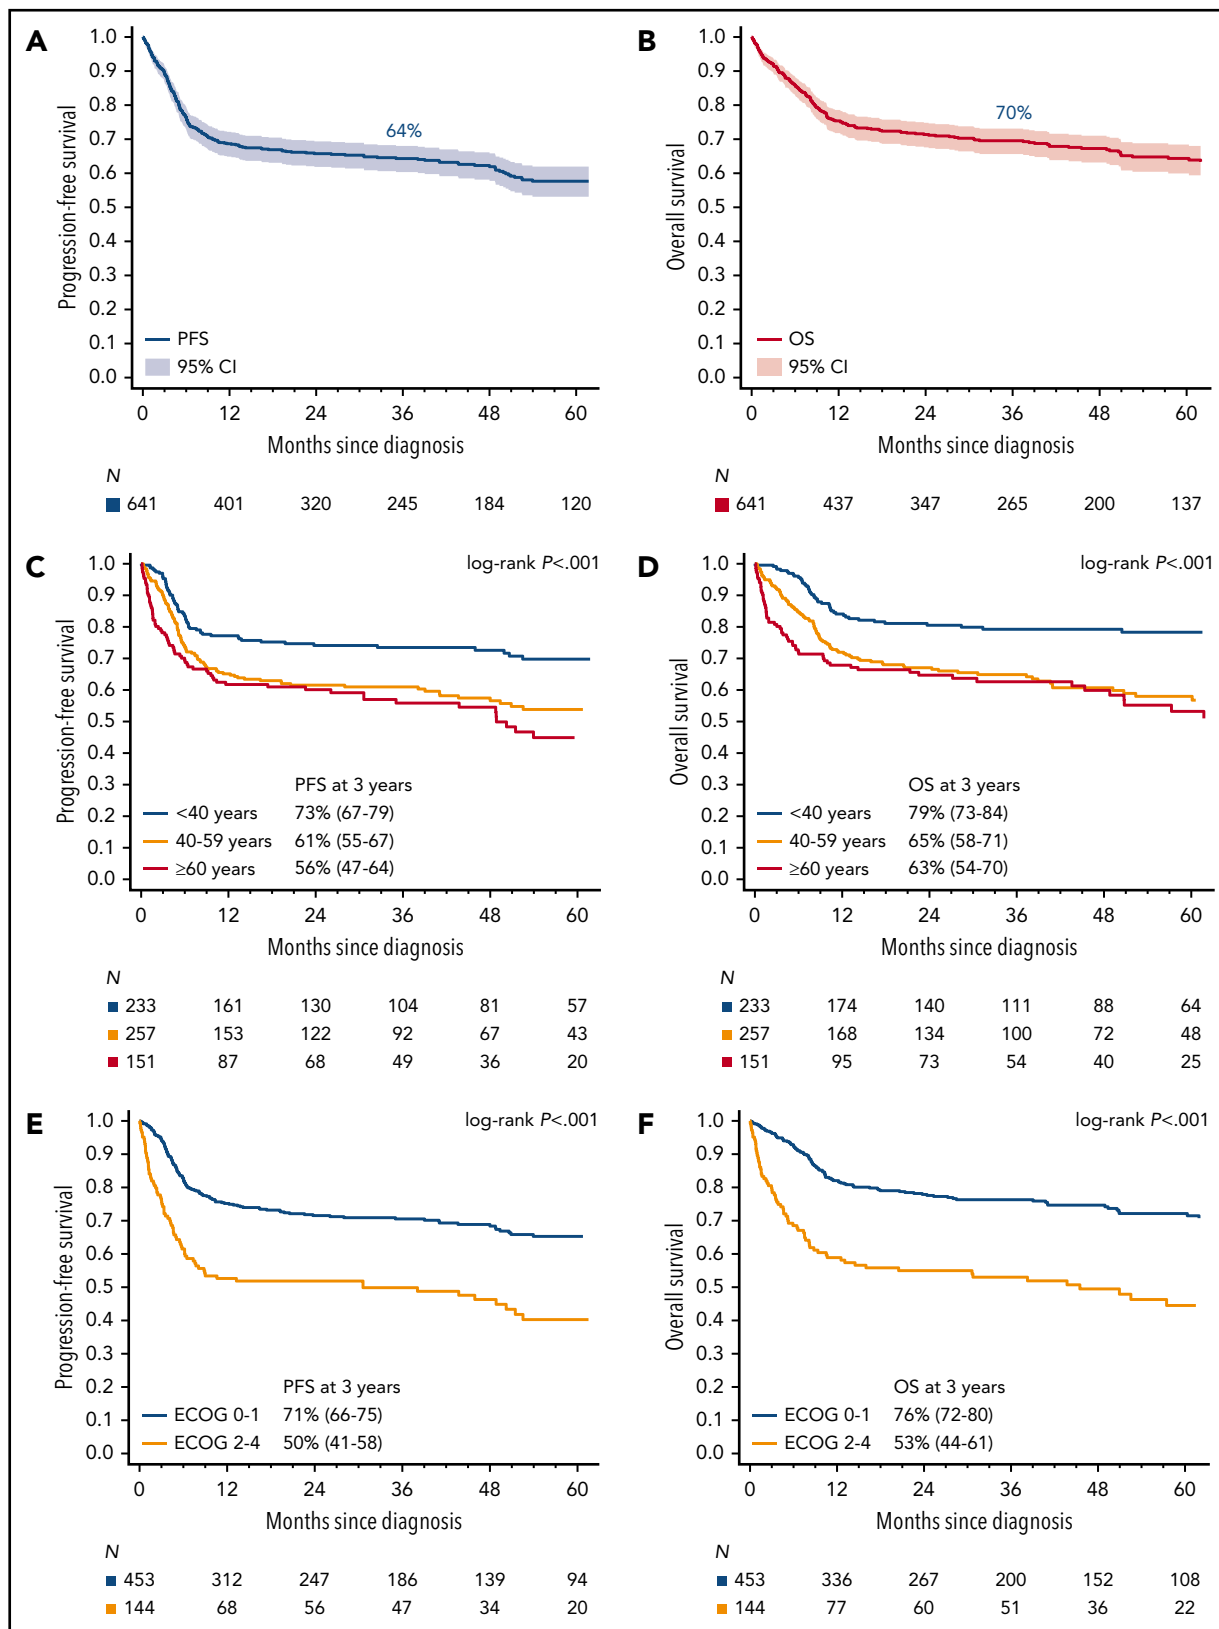 A
1.0
0.9
0.8
0.7
0.6
0.5
0.4
0.3
0.2
0.1
0.0
Progression-free survival
64%
PFS
95% CI
0 12 24 36 48 60
Months since diagnosis
N
641 401 320 245 184 120
B
1.0
0.9
0.8
0.7
0.6
0.5
0.4
0.3
0.2
0.1
0.0
Overall survival
70%
OS
95% CI
0 12 24 36 48 60
Months since diagnosis
N
641 437 347 265 200 137
C
log-rank P<.001
1.0
0.9
0.8
0.7
0.6
0.5
0.4
0.3
0.2
0.1
0.0
Progression-free survival
PFS at 3 years
<40 years 73% (67-79)
40-59 years 61% (55-67)
≥60 years 56% (47-64)
0 12 24 36 48 60
Months since diagnosis
N
233 161 130 104 81 57
257 153 122 92 67 43
151 87 68 49 36 20
D
log-rank P<.001
1.0
0.9
0.8
0.7
0.6
0.5
0.4
0.3
0.2
0.1
0.0
Overall survival
OS at 3 years
<40 years 79% (73-84)
40-59 years 65% (58-71)
≥60 years 63% (54-70)
0 12 24 36 48 60
Months since diagnosis
N
233 174 140 111 88 64
257 168 134 100 72 48
151 95 73 54 40 25
E
log-rank P<.001
1.0
0.9
0.8
0.7
0.6
0.5
0.4
0.3
0.2
0.1
0.0
Progression-free survival
PFS at 3 years
ECOG 0-1 71% (66-75)
ECOG 2-4 50% (41-58)
0 12 24 36 48 60
Months since diagnosis
N
453 312 247 186 139 94
144 68 56 47 34 20
F
log-rank P<.001
1.0
0.9
0.8
0.7
0.6
0.5
0.4
0.3
0.2
0.1
0.0
Overall survival
OS at 3 years
ECOG 0-1 76% (72-80)
ECOG 2-4 53% (44-61)
0 12 24 36 48 60
Months since diagnosis
N
453 336 267 200 152 108
144 77 60 51 36 22